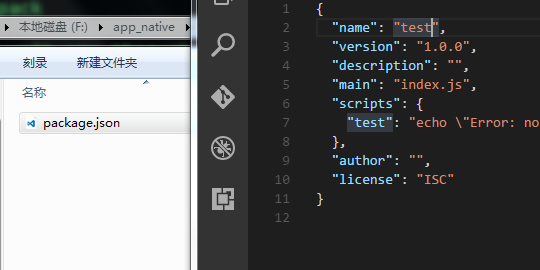 pack
本地磁盘 (F:) app_native
刻录 新建文件夹
名称
package.json
1 {
2 "name": "test",
3 "version": "1.0.0",
4 "description": "",
5 "main": "index.js",
6 "scripts": {
7 "test": "echo \"Error: no
8 },
9 "author": "",
10 "license": "ISC"
11 }
12